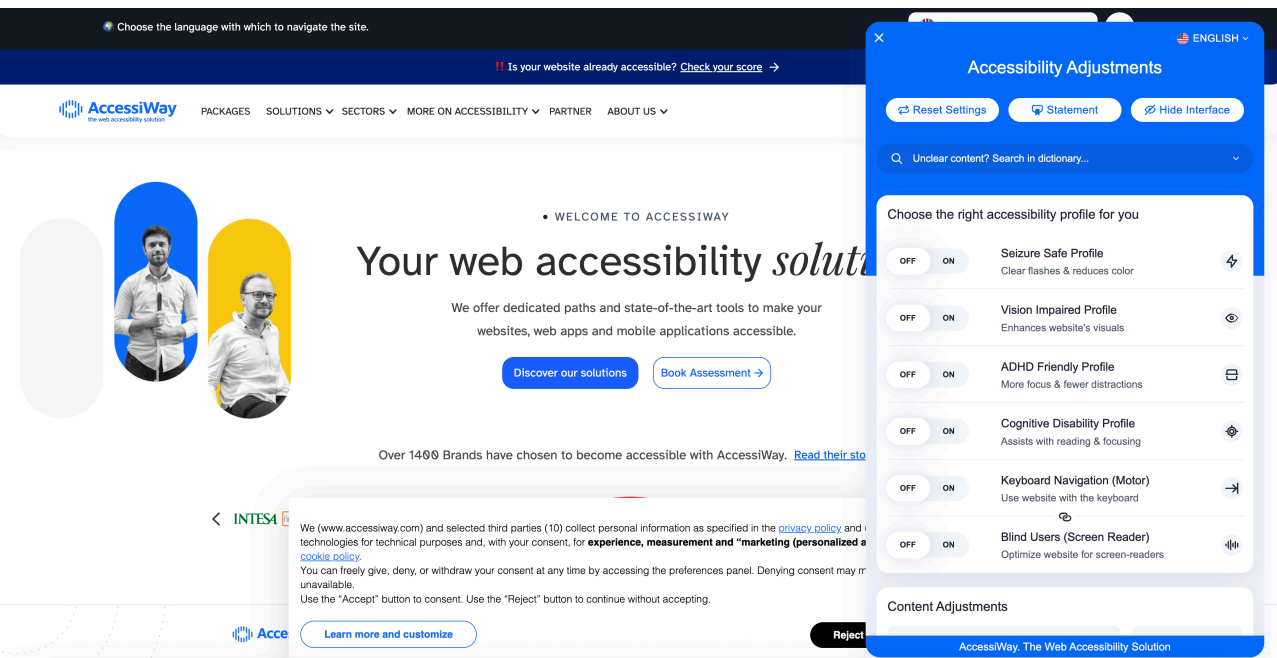 Choose the language with which to navigate the site.
!! Is your website already accessible? Check your score →
AccessiWay
the web accessibility solution
PACKAGES SOLUTIONS SECTORS MORE ON ACCESSIBILITY PARTNER ABOUT US
• WELCOME TO ACCESSIWAY
Your web accessibility solut
We offer dedicated paths and state-of-the-art tools to make your
websites, web apps and mobile applications accessible.
Discover our solutions
Book Assessment →
Over 1400 Brands have chosen to become accessible with AccessiWay. Read their sto
INTESA
We (www.accessiway.com) and selected third parties (10) collect personal information as specified in the privacy policy and
technologies for technical purposes and, with your consent, for experience, measurement and “marketing (personalized a
cookie policy.
You can freely give, deny, or withdraw your consent at any time by accessing the preferences panel. Denying consent may m
unavailable.
Use the “Accept” button to consent. Use the “Reject” button to continue without accepting.
Acce
Learn more and customize
Reject
ENGLISH
Accessibility Adjustments
Reset Settings
Statement
Hide Interface
Unclear content? Search in dictionary...
Choose the right accessibility profile for you
OFF ON
Seizure Safe Profile
Clear flashes & reduces color
OFF ON
Vision Impaired Profile
Enhances website's visuals
OFF ON
ADHD Friendly Profile
More focus & fewer distractions
OFF ON
Cognitive Disability Profile
Assists with reading & focusing
OFF ON
Keyboard Navigation (Motor)
Use website with the keyboard
OFF ON
Blind Users (Screen Reader)
Optimize website for screen-readers
Content Adjustments
AccessiWay. The Web Accessibility Solution